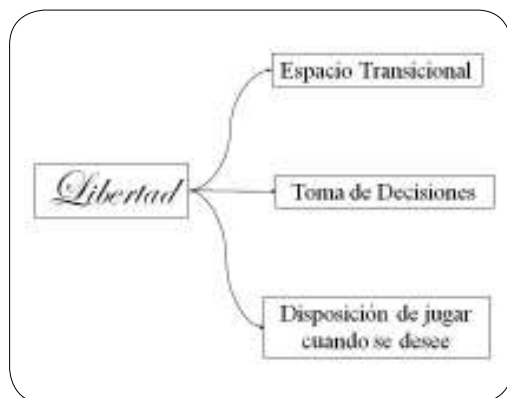 Espacio Transicional
Libertad
Toma de Decisiones
Disposición de jugar
cuando se desee